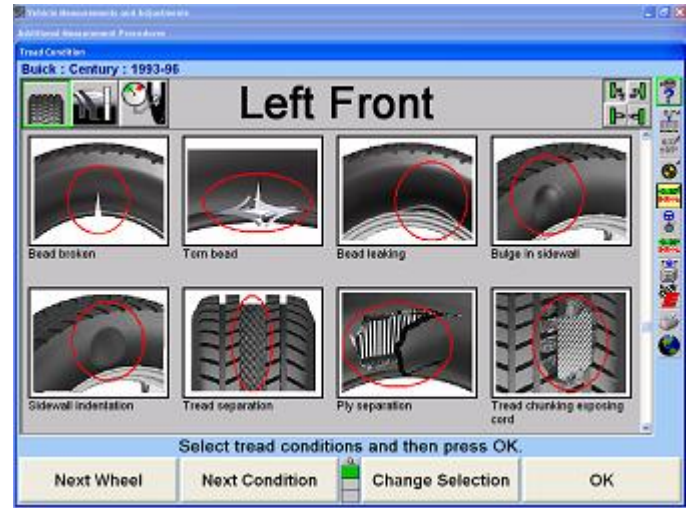 Vehicle Measurements and Adjustments
Additional Measurement Procedures
Tread Condition
Buick : Century : 1993-96
Left Front
Bead broken
Torn bead
Bead leaking
Bulge in sidewall
Sidewall indentation
Tread separation
Ply separation
Tread chunking exposing
cord
Select tread conditions and then press OK.
Next Wheel
Next Condition
Change Selection
OK